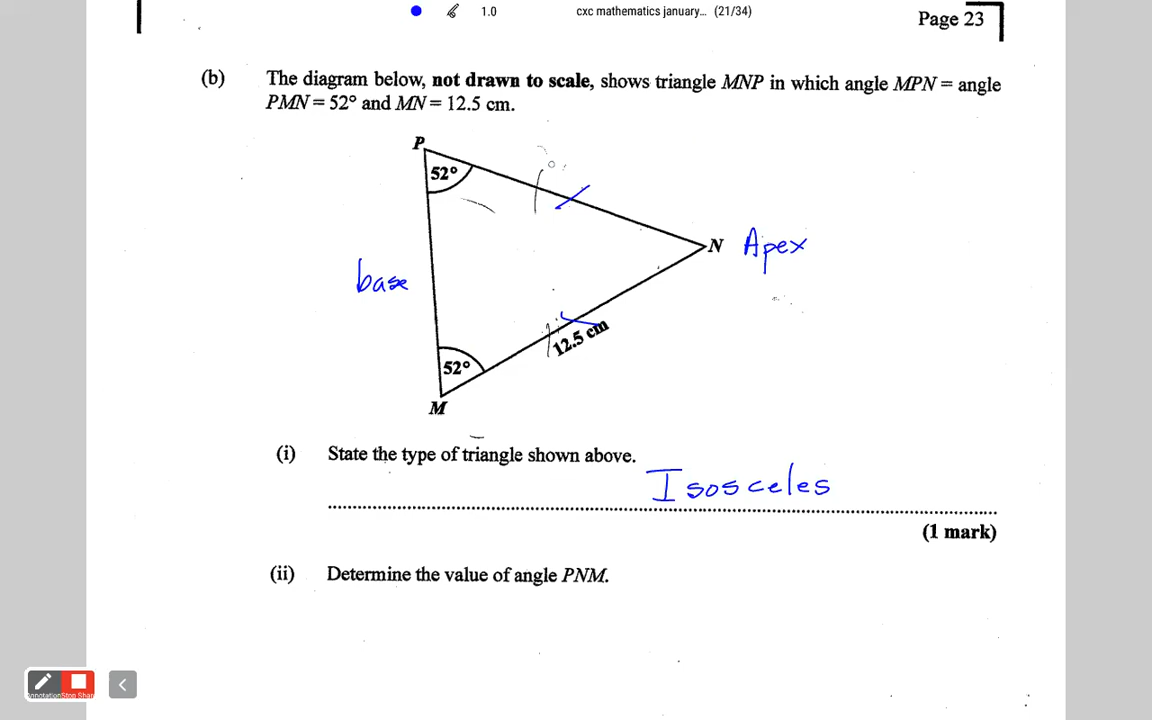 1.0 cxc mathematics january... (21/34)
Page 23
(b) The diagram below, not drawn to scale, shows triangle MNP in which angle MPN = angle
PMN = 52° and MN = 12.5 cm.
P
52°
N Apex
base
12.5 cm
52°
M
(i) State the type of triangle shown above.
Isosceles
(1 mark)
(ii) Determine the value of angle PNM.